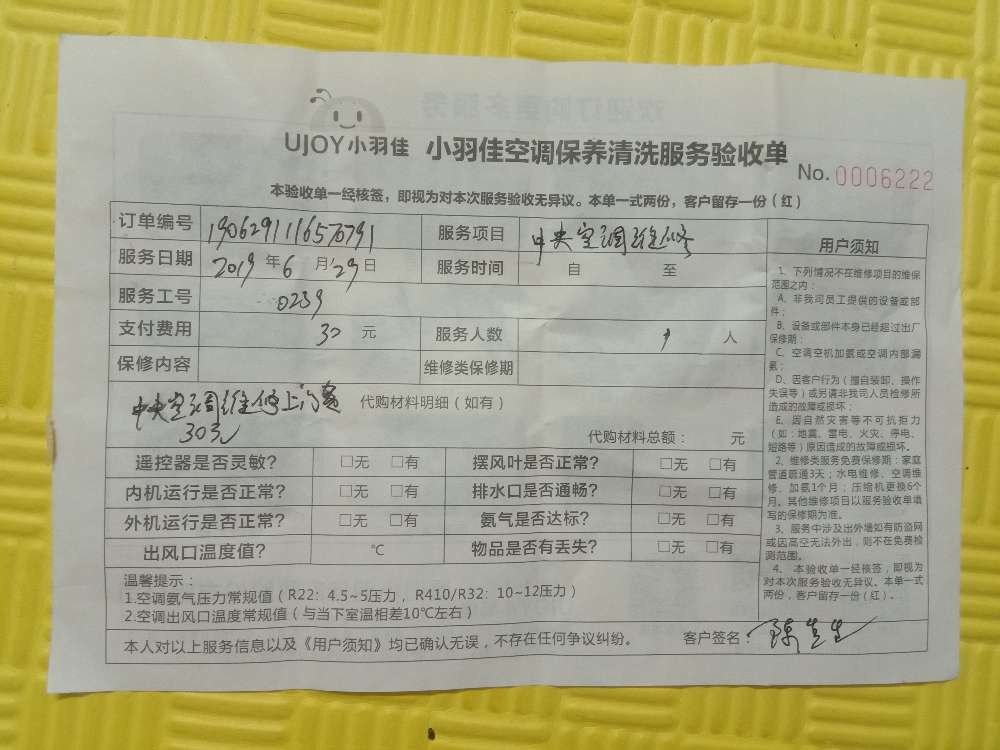 UJOY小羽佳 小羽佳空调保养清洗服务验收单
No. 0006222
本验收单一经核签，即视为对本次服务验收无异议。本单一式两份，客户留存一份（红）
订单编号 1906291116576791 服务项目 中央空调维修
服务日期 2019 年 6 月 29 日 服务时间 自 至
服务工号 0239
支付费用 30 元 服务人数 1 人
保修内容 维修类保修期
中央空调维修上门费 代购材料明细（如有）
30元
代购材料总额： 元
遥控器是否灵敏？ □无 □有 摆风叶是否正常？ □无 □有
内机运行是否正常？ □无 □有 排水口是否通畅？ □无 □有
外机运行是否正常？ □无 □有 氨气是否达标？ □无 □有
出风口温度值？ ℃ 物品是否有丢失？ □无 □有
温馨提示：
1.空调氨气压力常规值（R22：4.5~5压力， R410/R32：10~12压力）
2.空调出风口温度常规值（与当下室温相差10℃左右）
本人对以上服务信息以及《用户须知》均已确认无误，不存在任何争议纠纷。 客户签名：陈先生
用户须知
1、下列情况不在维修项目的维保
范围之内：
A、非我司员工提供的设备或部
件；
B、设备或部件本身已经超过出厂
保修期；
C、空调空机加氨或空调内部漏
氨；
D、因客户行为（擅自装卸、操作
失误等）或另请非我司人员检修所
造成的故障或损坏；
E、因自然灾害等不可抗拒力
（如：地震、雷电、火灾、停电、
短路等）原因造成的故障或损坏。
2、维修类服务免费保修期：家庭
管道疏通3天；水电维修、空调维
修、加氨1个月；压缩机更换6个
月。其他维修项目以服务验收单填
写的保修期为准。
3、服务中涉及出外墙如有防盗网
或因高空无法外出，则不在免费检
测范围。
4、本验收单一经核签，即视为
对本次服务验收无异议。本单一式
两份，客户留存一份（红）。